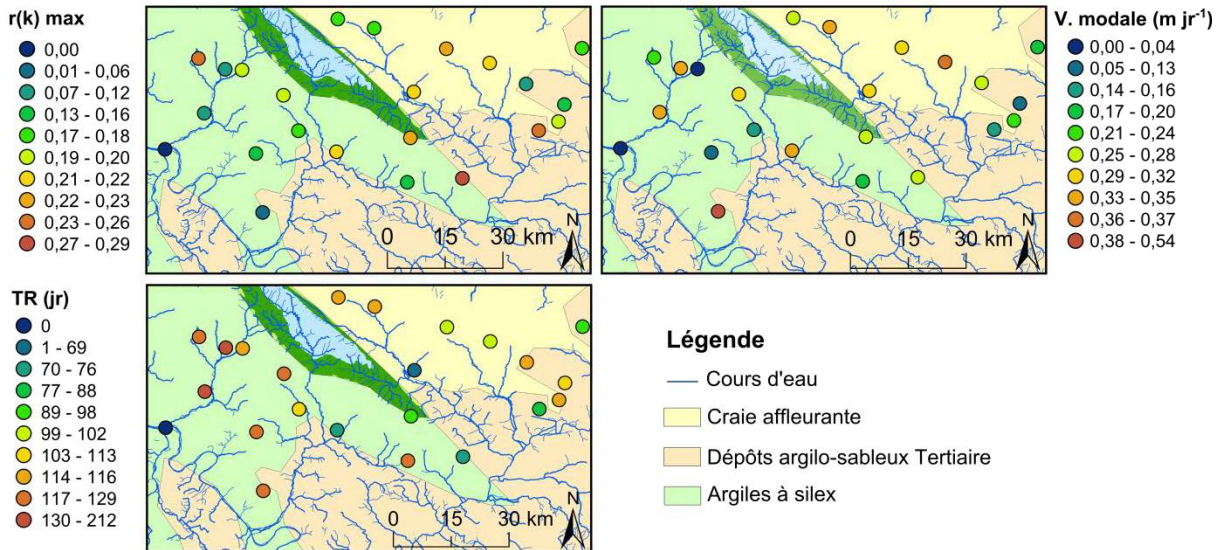 r(k) max
0,00
0,01 - 0,06
0,07 - 0,12
0,13 - 0,16
0,17 - 0,18
0,19 - 0,20
0,21 - 0,22
0,22 - 0,23
0,23 - 0,26
0,27 - 0,29
N
0 15 30 km
V. modale (m jr⁻¹)
0,00 - 0,04
0,05 - 0,13
0,14 - 0,16
0,17 - 0,20
0,21 - 0,24
0,25 - 0,28
0,29 - 0,32
0,33 - 0,35
0,36 - 0,37
0,38 - 0,54
N
0 15 30 km
TR (jr)
0
1 - 69
70 - 76
77 - 88
89 - 98
99 - 102
103 - 113
114 - 116
117 - 129
130 - 212
N
0 15 30 km
Légende
Cours d'eau
Craie affleurante
Dépôts argilo-sableux Tertiaire
Argiles à silex